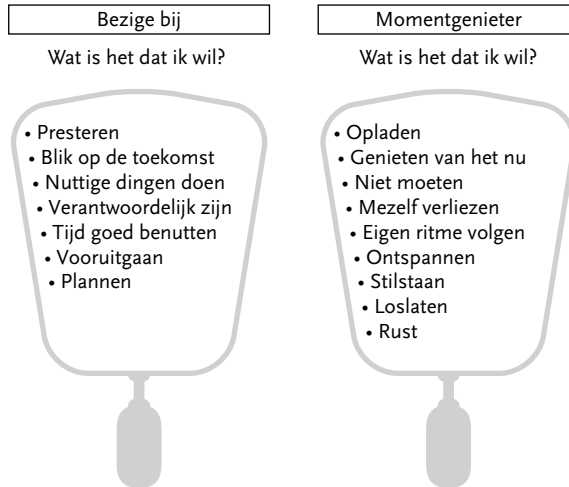 Bezige bij
Wat is het dat ik wil?
• Presteren
• Blik op de toekomst
• Nuttige dingen doen
• Verantwoordelijk zijn
• Tijd goed benutten
• Vooruitgaan
• Plannen
Momentgenieter
Wat is het dat ik wil?
• Opladen
• Genieten van het nu
• Niet moeten
• Mezelf verliezen
• Eigen ritme volgen
• Ontspannen
• Stilstaan
• Loslaten
• Rust